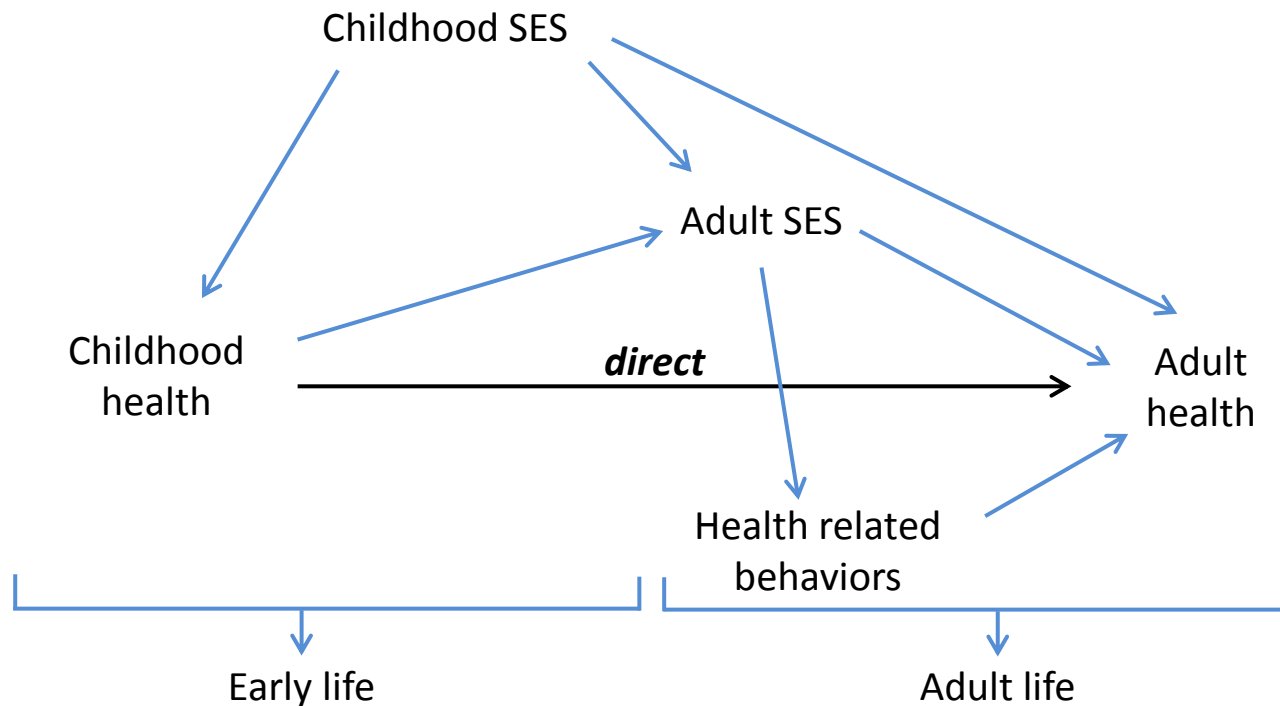 Childhood SES
Adult SES
Childhood
health
direct
Adult
health
Health related
behaviors
Early life
Adult life